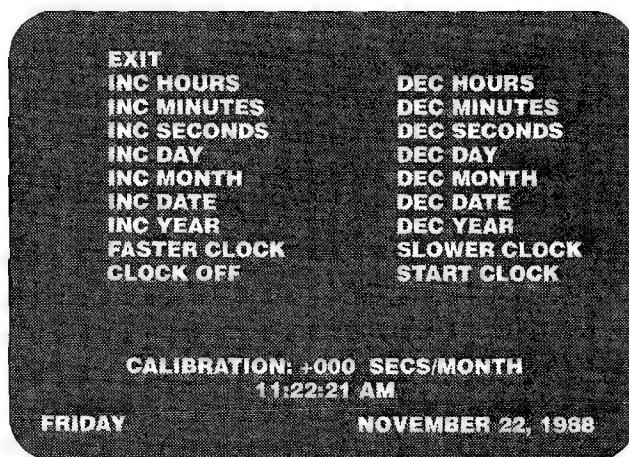 EXIT
INC HOURS DEC HOURS
INC MINUTES DEC MINUTES
INC SECONDS DEC SECONDS
INC DAY DEC DAY
INC MONTH DEC MONTH
INC DATE DEC DATE
INC YEAR DEC YEAR
FASTER CLOCK SLOWER CLOCK
CLOCK OFF START CLOCK
CALIBRATION: +000 SECS/MONTH
11:22:21 AM
FRIDAY NOVEMBER 22, 1988